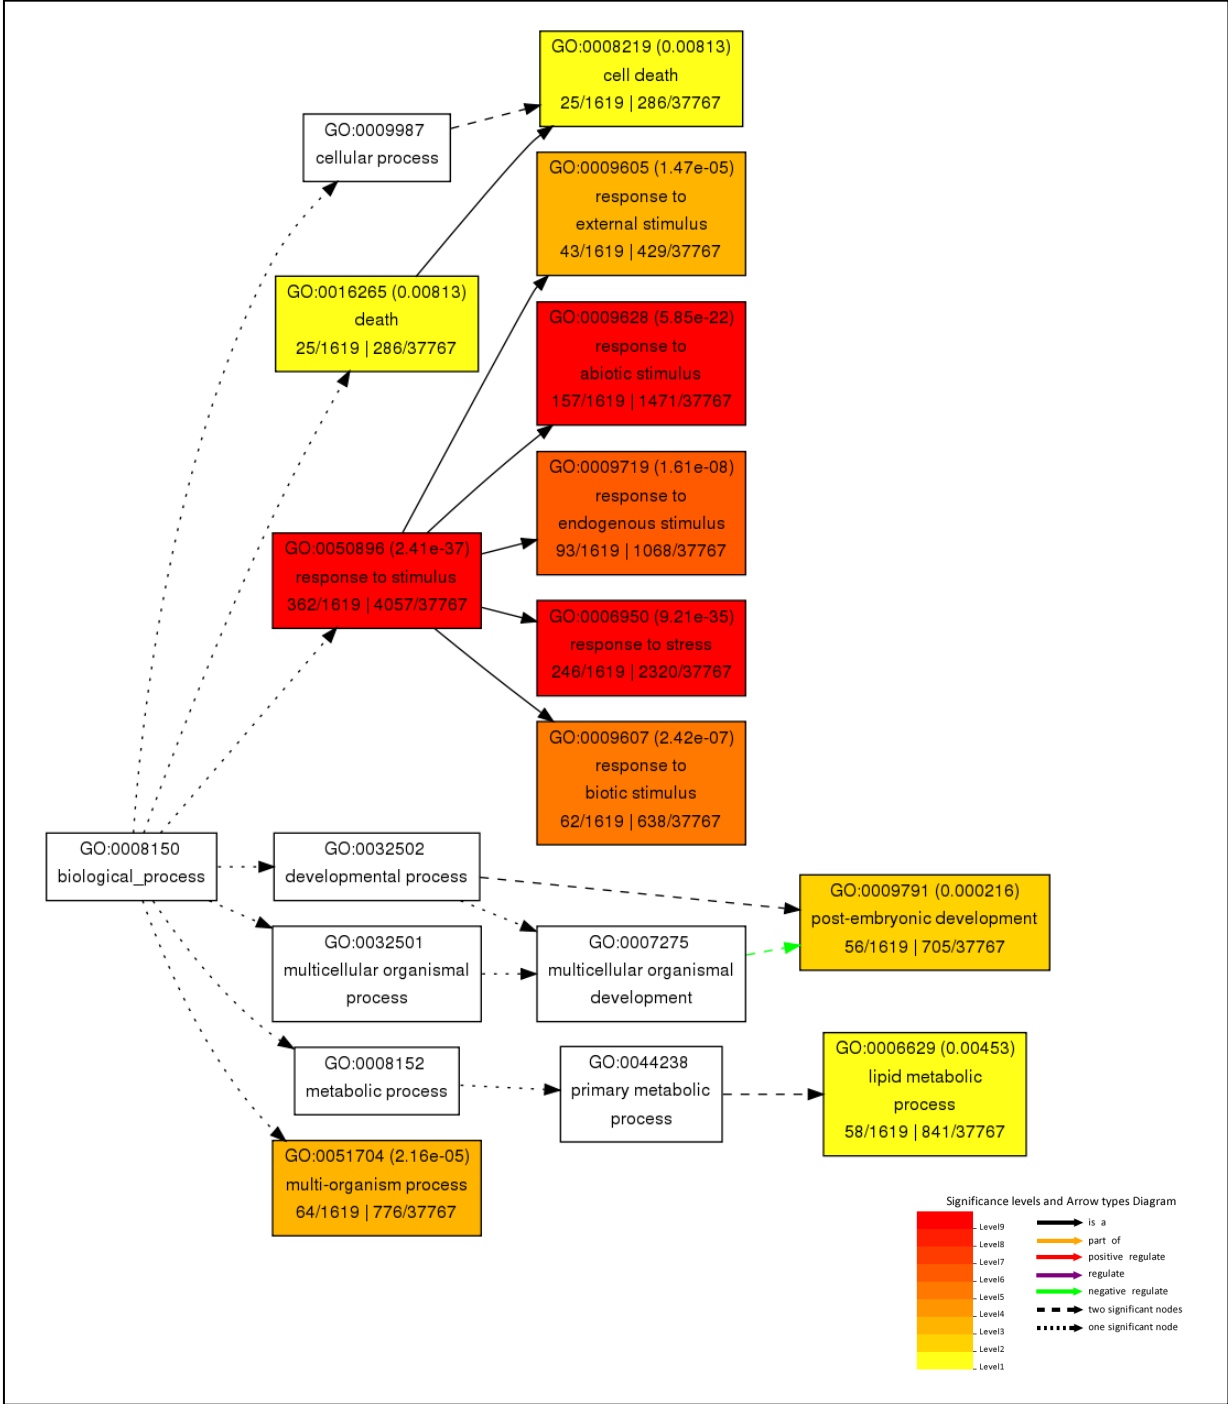 GO:0008219 (0.00813)
cell death
25/1619 | 286/37767
GO:0009987
cellular process
GO:0009605 (1.47e-05)
response to
external stimulus
43/1619 | 429/37767
GO:0016265 (0.00813)
death
25/1619 | 286/37767
GO:0009628 (5.85e-22)
response to
abiotic stimulus
157/1619 | 1471/37767
GO:0009719 (1.61e-08)
response to
endogenous stimulus
93/1619 | 1068/37767
GO:0050896 (2.41e-37)
response to stimulus
362/1619 | 4057/37767
GO:0006950 (9.21e-35)
response to stress
246/1619 | 2320/37767
GO:0009607 (2.42e-07)
response to
biotic stimulus
62/1619 | 638/37767
GO:0008150
biological_process
GO:0032502
developmental process
GO:0009791 (0.000216)
post-embryonic development
56/1619 | 705/37767
GO:0032501
multicellular organismal
process
GO:0007275
multicellular organismal
development
GO:0008152
metabolic process
GO:0044238
primary metabolic
process
GO:0006629 (0.00453)
lipid metabolic
process
58/1619 | 841/37767
GO:0051704 (2.16e-05)
multi-organism process
64/1619 | 776/37767
Significance levels and Arrow types Diagram
Level9
Level8
Level7
Level6
Level5
Level4
Level3
Level2
Level1
is a
part of
positive regulate
regulate
negative regulate
two significant nodes
one significant node